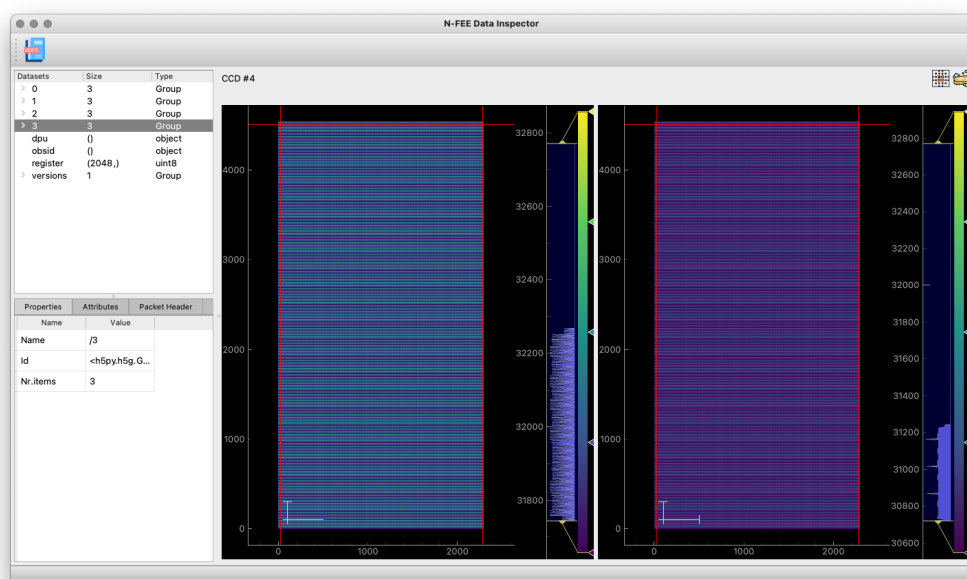 N-FEE Data Inspector
HDF5
Datasets Size Type
0 3 Group
1 3 Group
2 3 Group
3 3 Group
dpu () object
obsid () object
register (2048,) uint8
versions 1 Group
Properties Attributes Packet Header
Name Value
Name /3
Id <h5py.h5g.G...
Nr.items 3
CCD #4
4000
3000
2000
1000
0
0 1000 2000
32800
32600
32400
32200
32000
31800
4000
3000
2000
1000
0
0 1000 2000
32800
32600
32400
32200
32000
31800
31600
31400
31200
31000
30800
30600